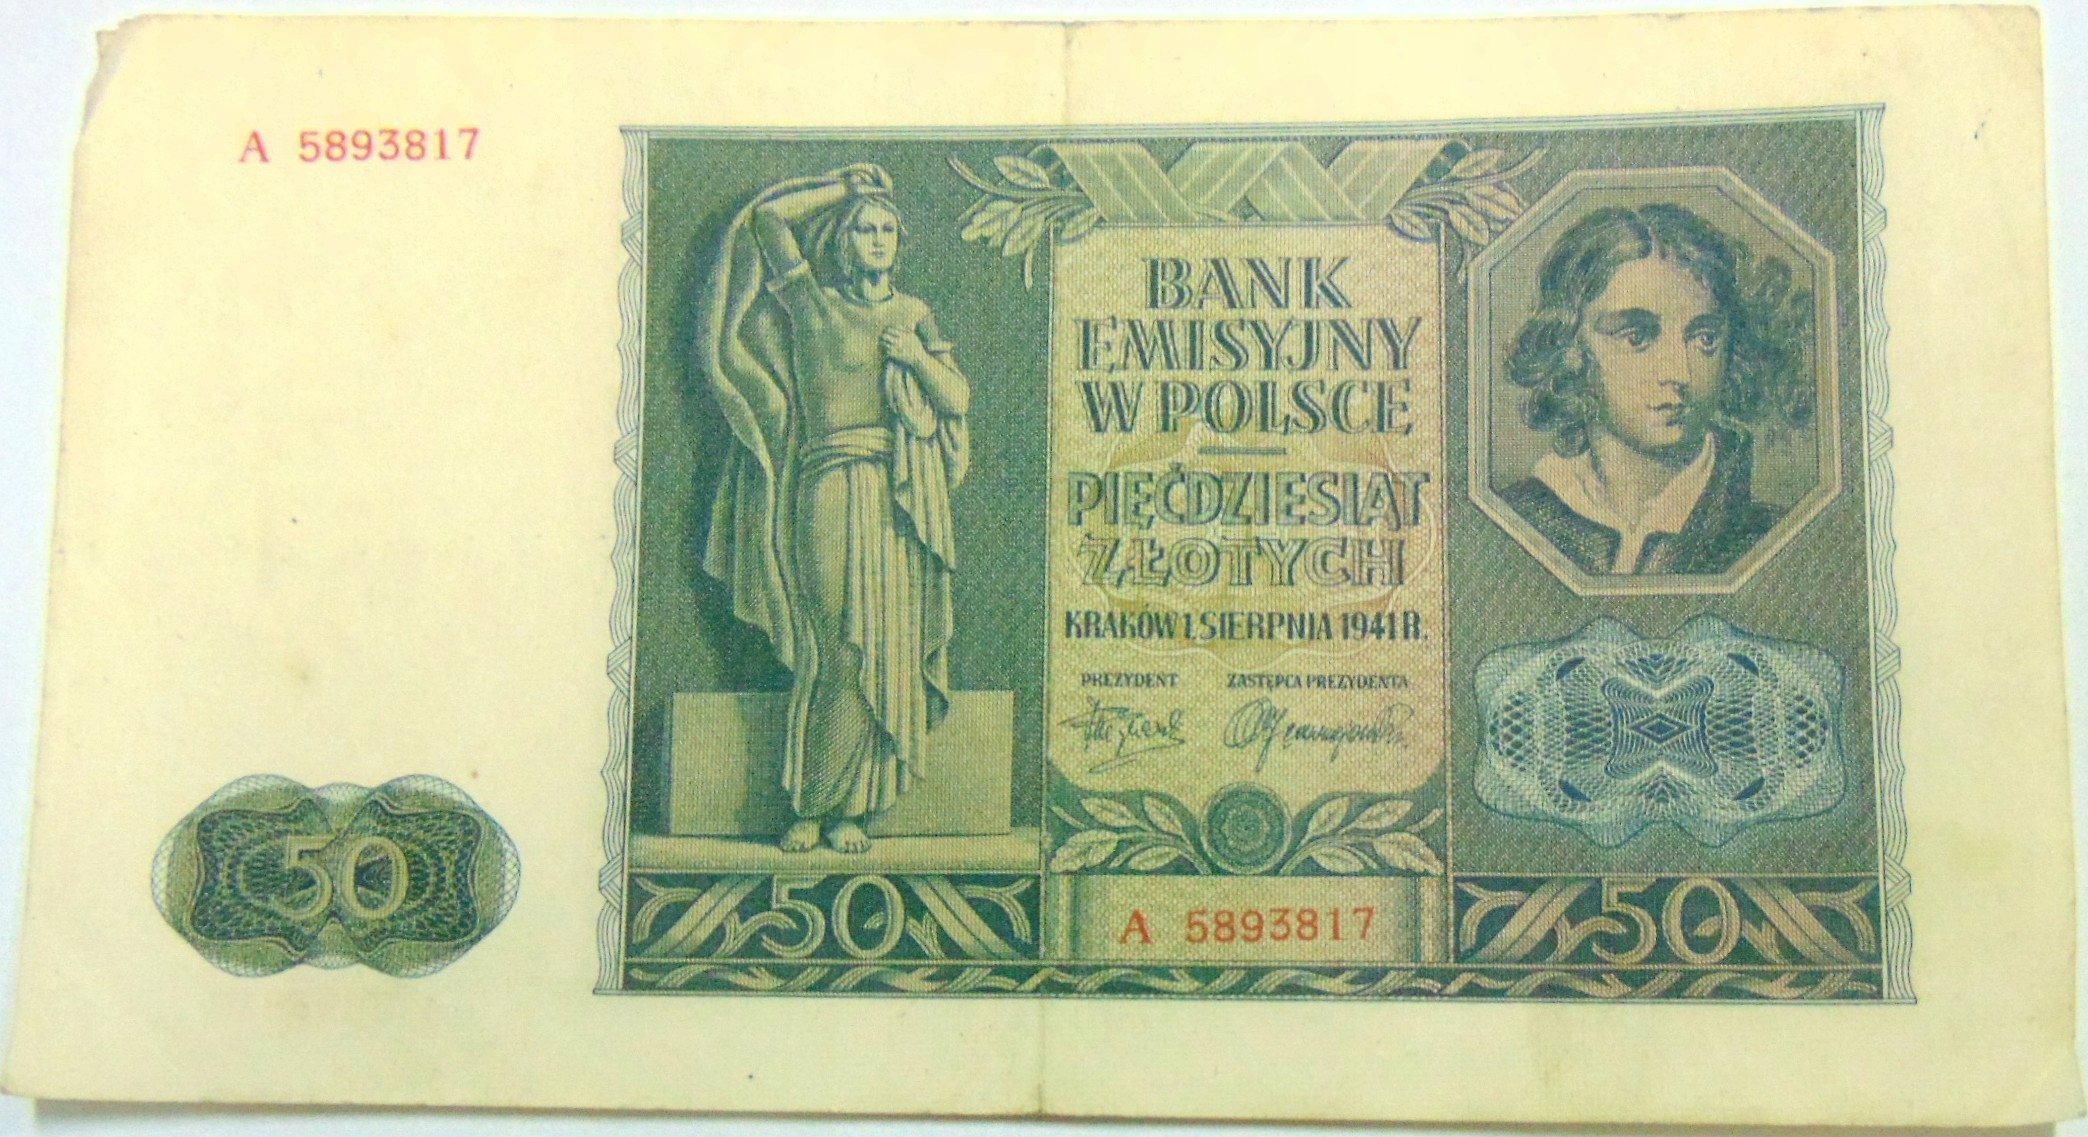 A 5893817
BANK
EMISYJNY
W POLSCE
PIĘĆDZIESIĄT
ZŁOTYCH
KRAKÓW 1 SIERPNIA 1941 R.
PREZYDENT ZASTĘPCA PREZYDENTA
50
50 A 5893817 50